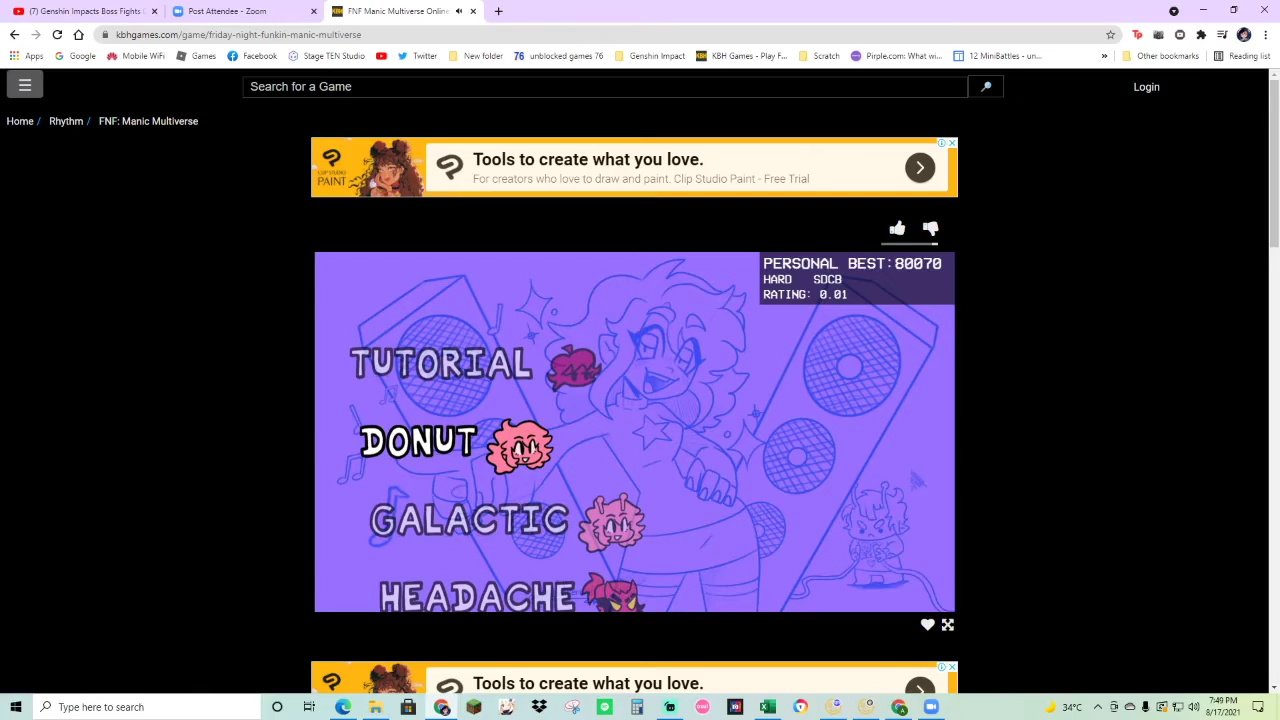 (7) Genshin Impacts Boss Fights
Post Attendee - Zoom
FNF Manic Multiverse Online
kbhgames.com/game/friday-night-funkin-manic-multiverse
Apps
Google
Mobile WiFi
Games
Facebook
Stage TEN Studio
Twitter
New folder
76 unblocked games 76
Genshin Impact
KBH Games - Play F...
Scratch
Pirple.com: What wi...
12 MiniBattles - un...
»
Other bookmarks
Reading list
Search for a Game
Login
Home / Rhythm / FNF: Manic Multiverse
CLIP STUDIO
PAINT
Tools to create what you love.
For creators who love to draw and paint. Clip Studio Paint - Free Trial
PERSONAL BEST:80070
HARD SDCB
RATING: 0.01
TUTORIAL
DONUT
GALACTIC
HEADACHE
Tools to create what you love.
Type here to search
34°C
7:49 PM
8/17/2021